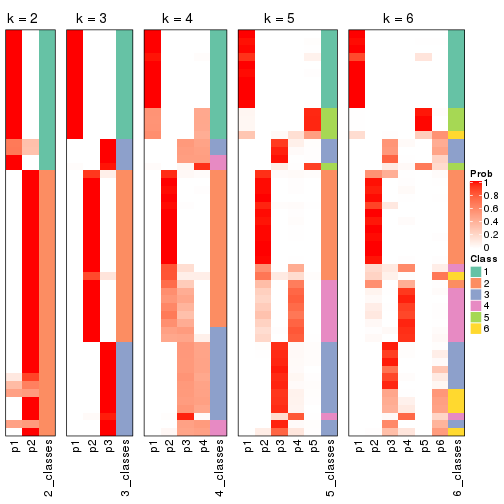 k = 2
k = 3
k = 4
k = 5
k = 6
Prob
1
0.8
0.6
0.4
0.2
0
Class
1
2
3
4
5
6
p1
p2
2_classes
p1
p2
p3
3_classes
p1
p2
p3
p4
4_classes
p1
p2
p3
p4
p5
5_classes
p1
p2
p3
p4
p5
p6
6_classes